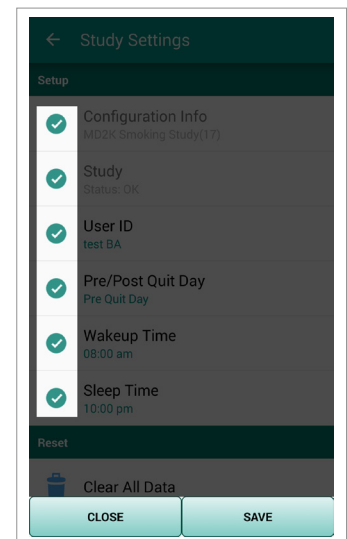 Study Settings
Setup
Configuration Info
MD2K Smoking Study(17)
Study
Status: OK
User ID
test BA
Pre/Post Quit Day
Pre Quit Day
Wakeup Time
08:00 am
Sleep Time
10:00 pm
Reset
Clear All Data
CLOSE SAVE